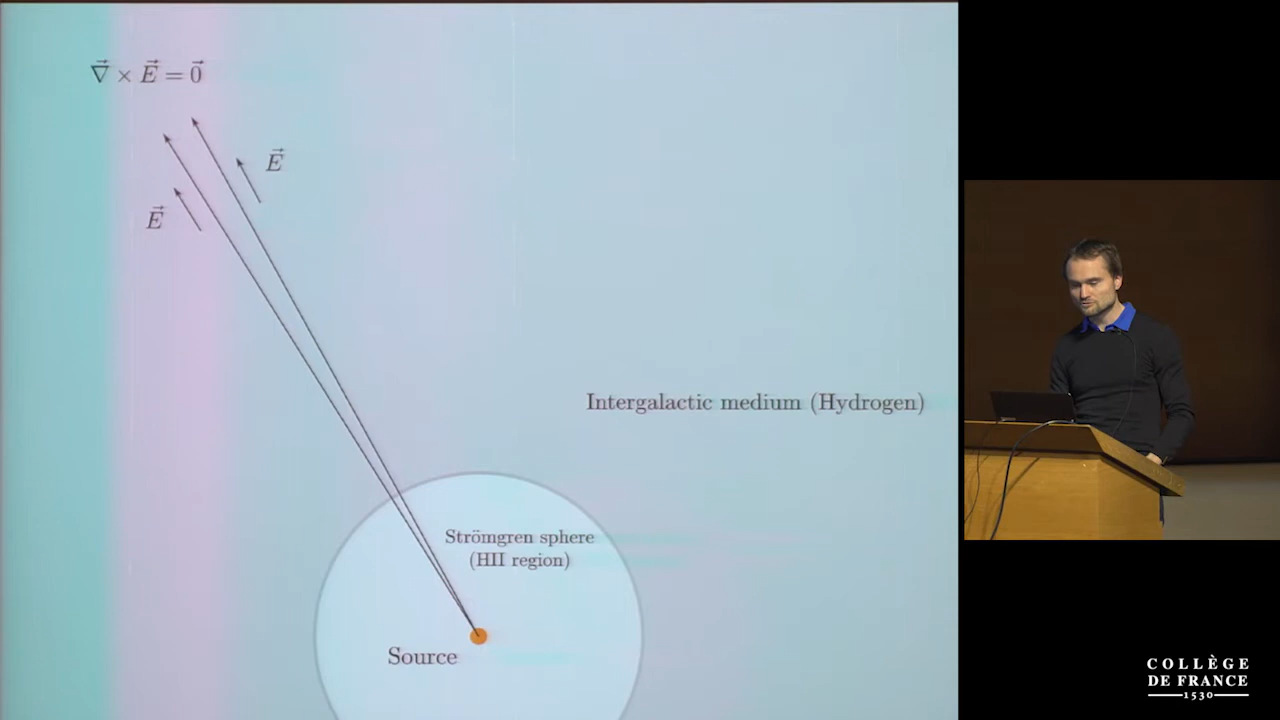 ∇⃗ × E⃗ = 0⃗
E⃗
E⃗
Intergalactic medium (Hydrogen)
Strömgren sphere
(HII region)
Source
COLLÈGE
DE FRANCE
1530